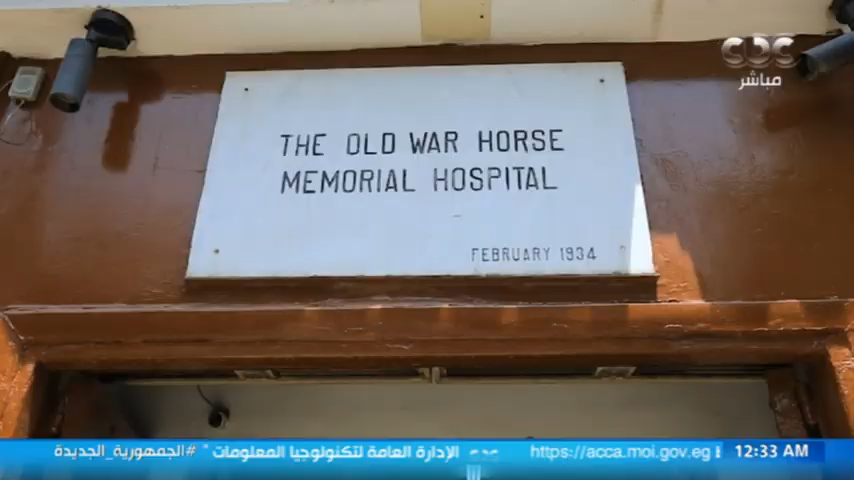 cbc
مباشر
THE OLD WAR HORSE
MEMORIAL HOSPITAL
FEBRUARY 1934
#الجمهورية_الجديدة " الإدارة العامة لتكنولوجيا المعلومات cbc https://acca.moi.gov.eg 12:33 AM